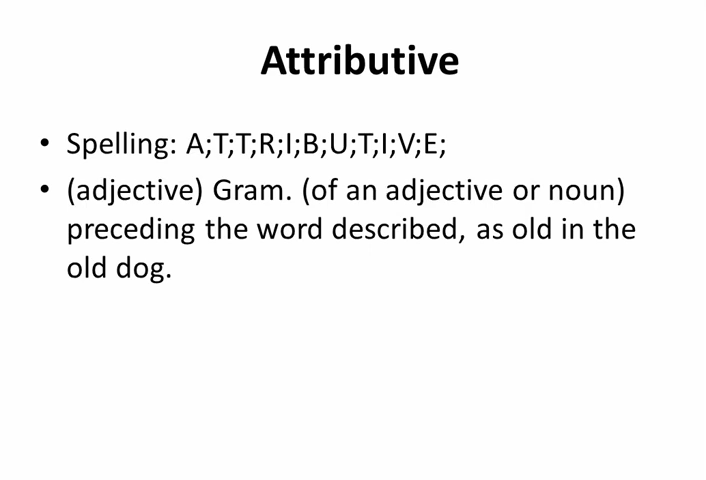 Attributive
• Spelling: A;T;T;R;I;B;U;T;I;V;E;
• (adjective) Gram. (of an adjective or noun)
preceding the word described, as old in the
old dog.